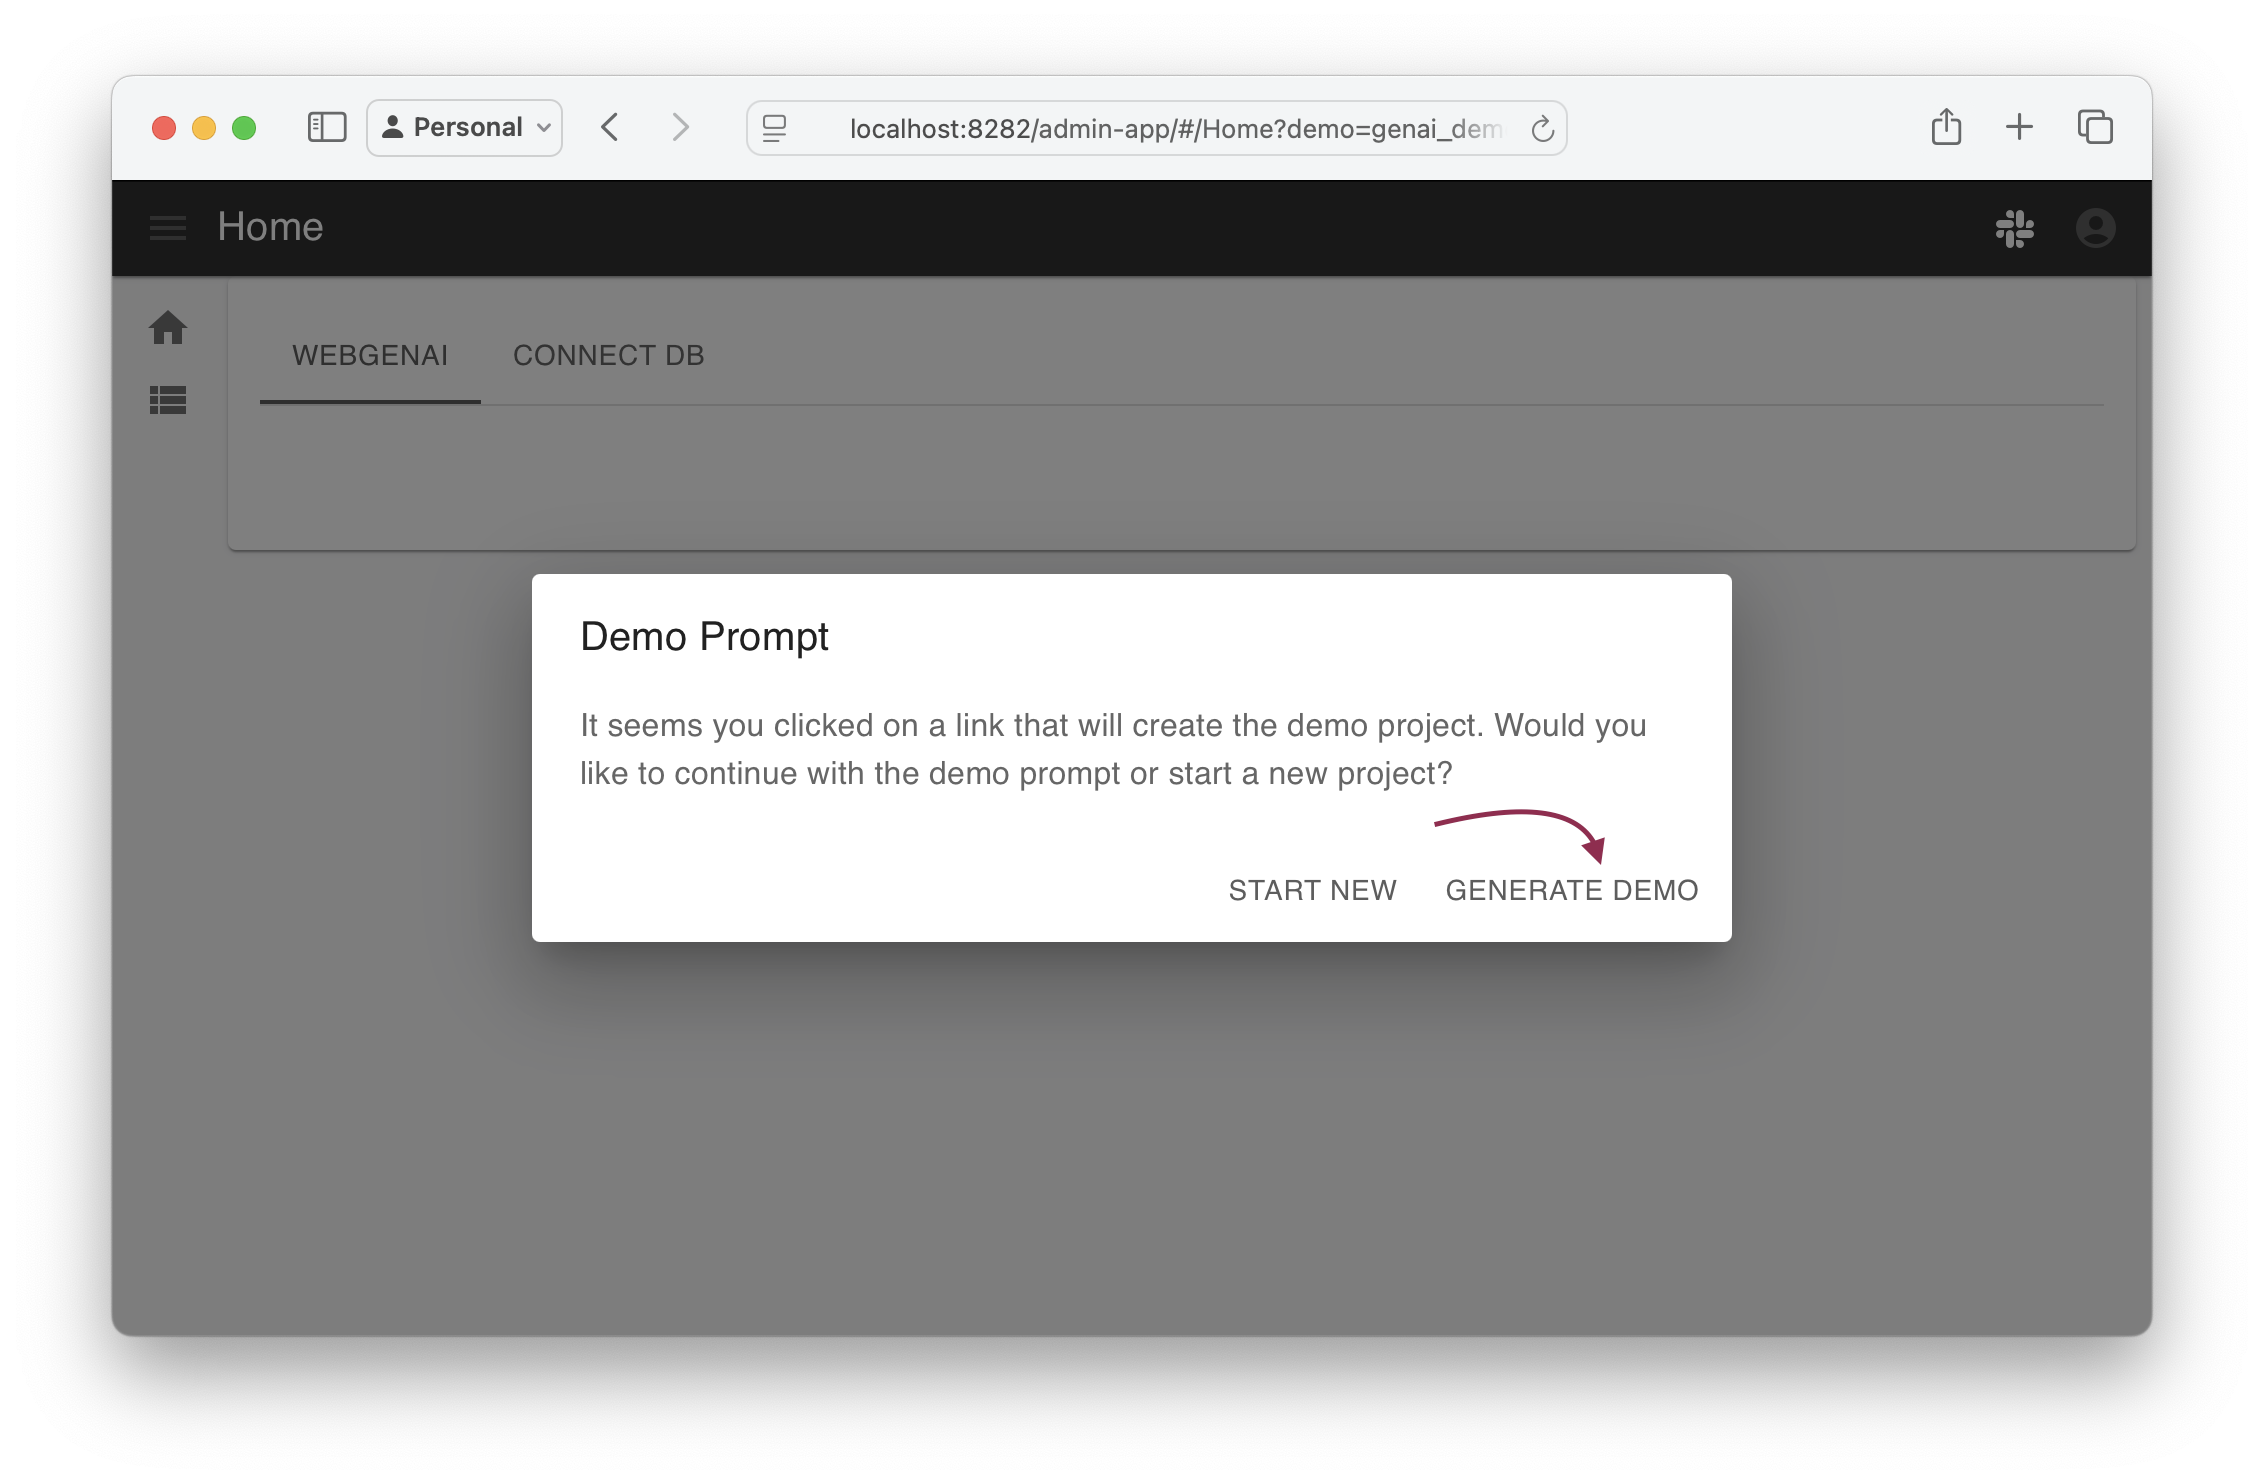 Personal
localhost:8282/admin-app/#/Home?demo=genai_dem
Home
WEBGENAI CONNECT DB
Demo Prompt
It seems you clicked on a link that will create the demo project. Would you
like to continue with the demo prompt or start a new project?
START NEW GENERATE DEMO